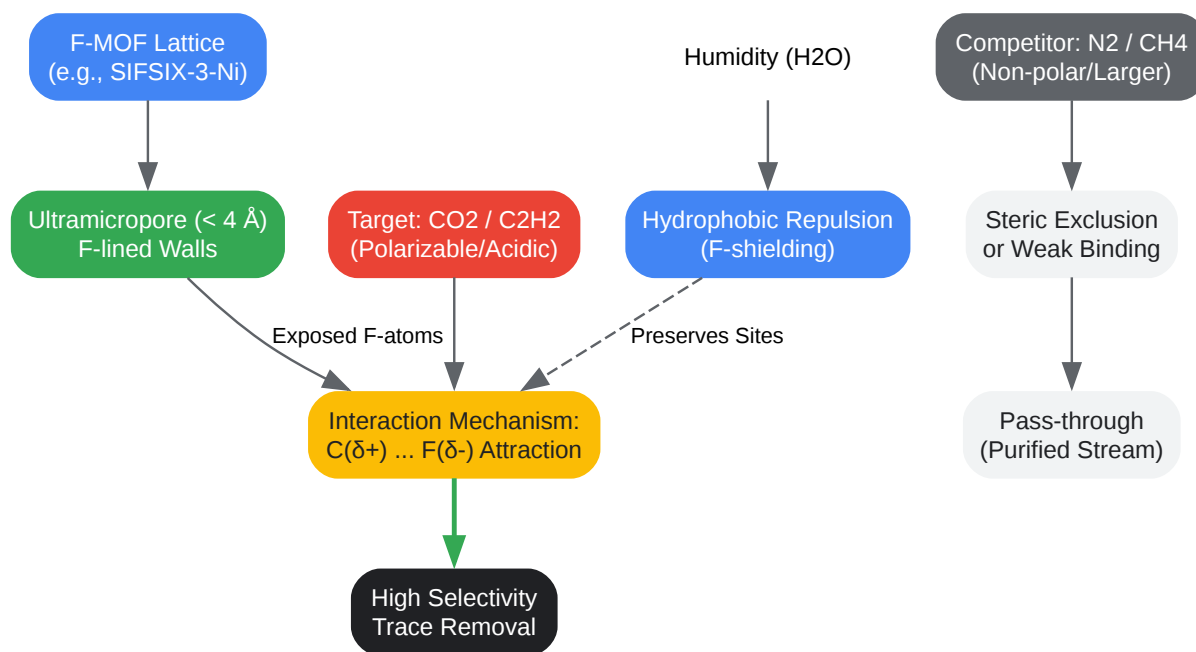 F-MOF Lattice
(e.g., SIFSIX-3-Ni)
Humidity (H2O)
Competitor: N2 / CH4
(Non-polar/Larger)
Ultramicropore (< 4 Å)
F-lined Walls
Target: CO2 / C2H2
(Polarizable/Acidic)
Hydrophobic Repulsion
(F-shielding)
Steric Exclusion
or Weak Binding
Exposed F-atoms
Preserves Sites
Interaction Mechanism:
C(δ+) ... F(δ-) Attraction
Pass-through
(Purified Stream)
High Selectivity
Trace Removal